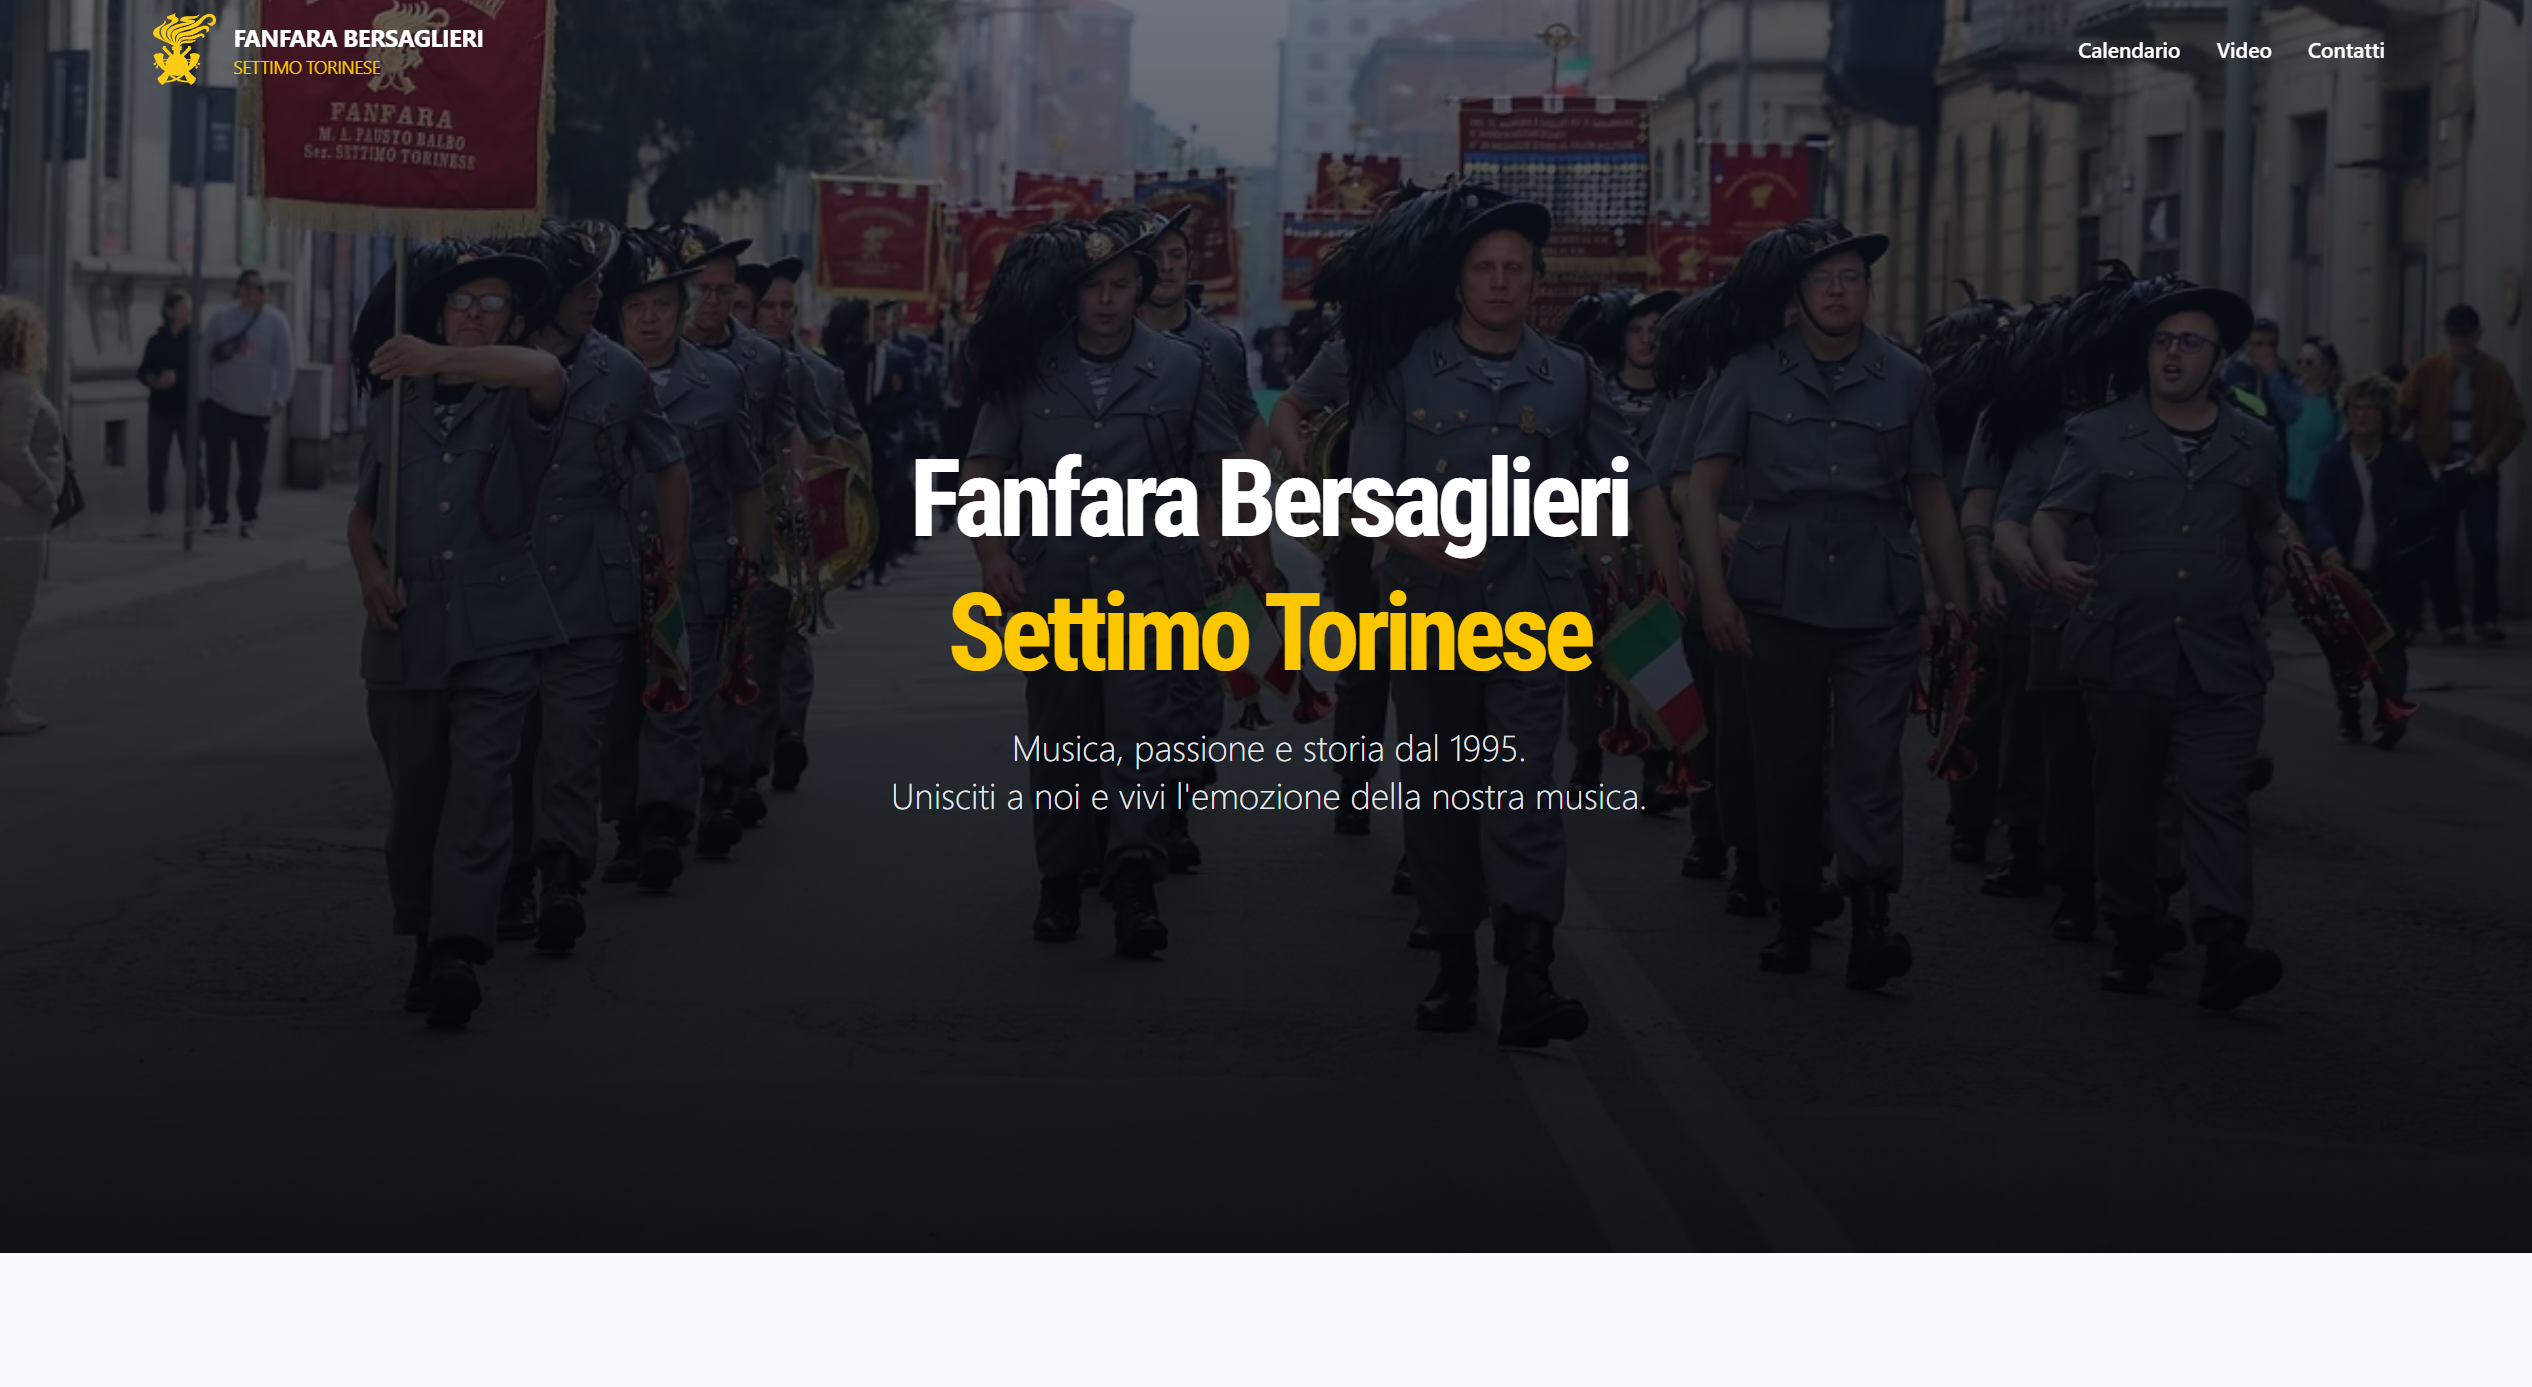 FANFARA BERSAGLIERI
SETTIMO TORINESE
Calendario Video Contatti
FANFARA
M. A. FAUSTO BALBO
Sez. SETTIMO TORINESE
Fanfara Bersaglieri
Settimo Torinese
Musica, passione e storia dal 1995.
Unisciti a noi e vivi l'emozione della nostra musica.